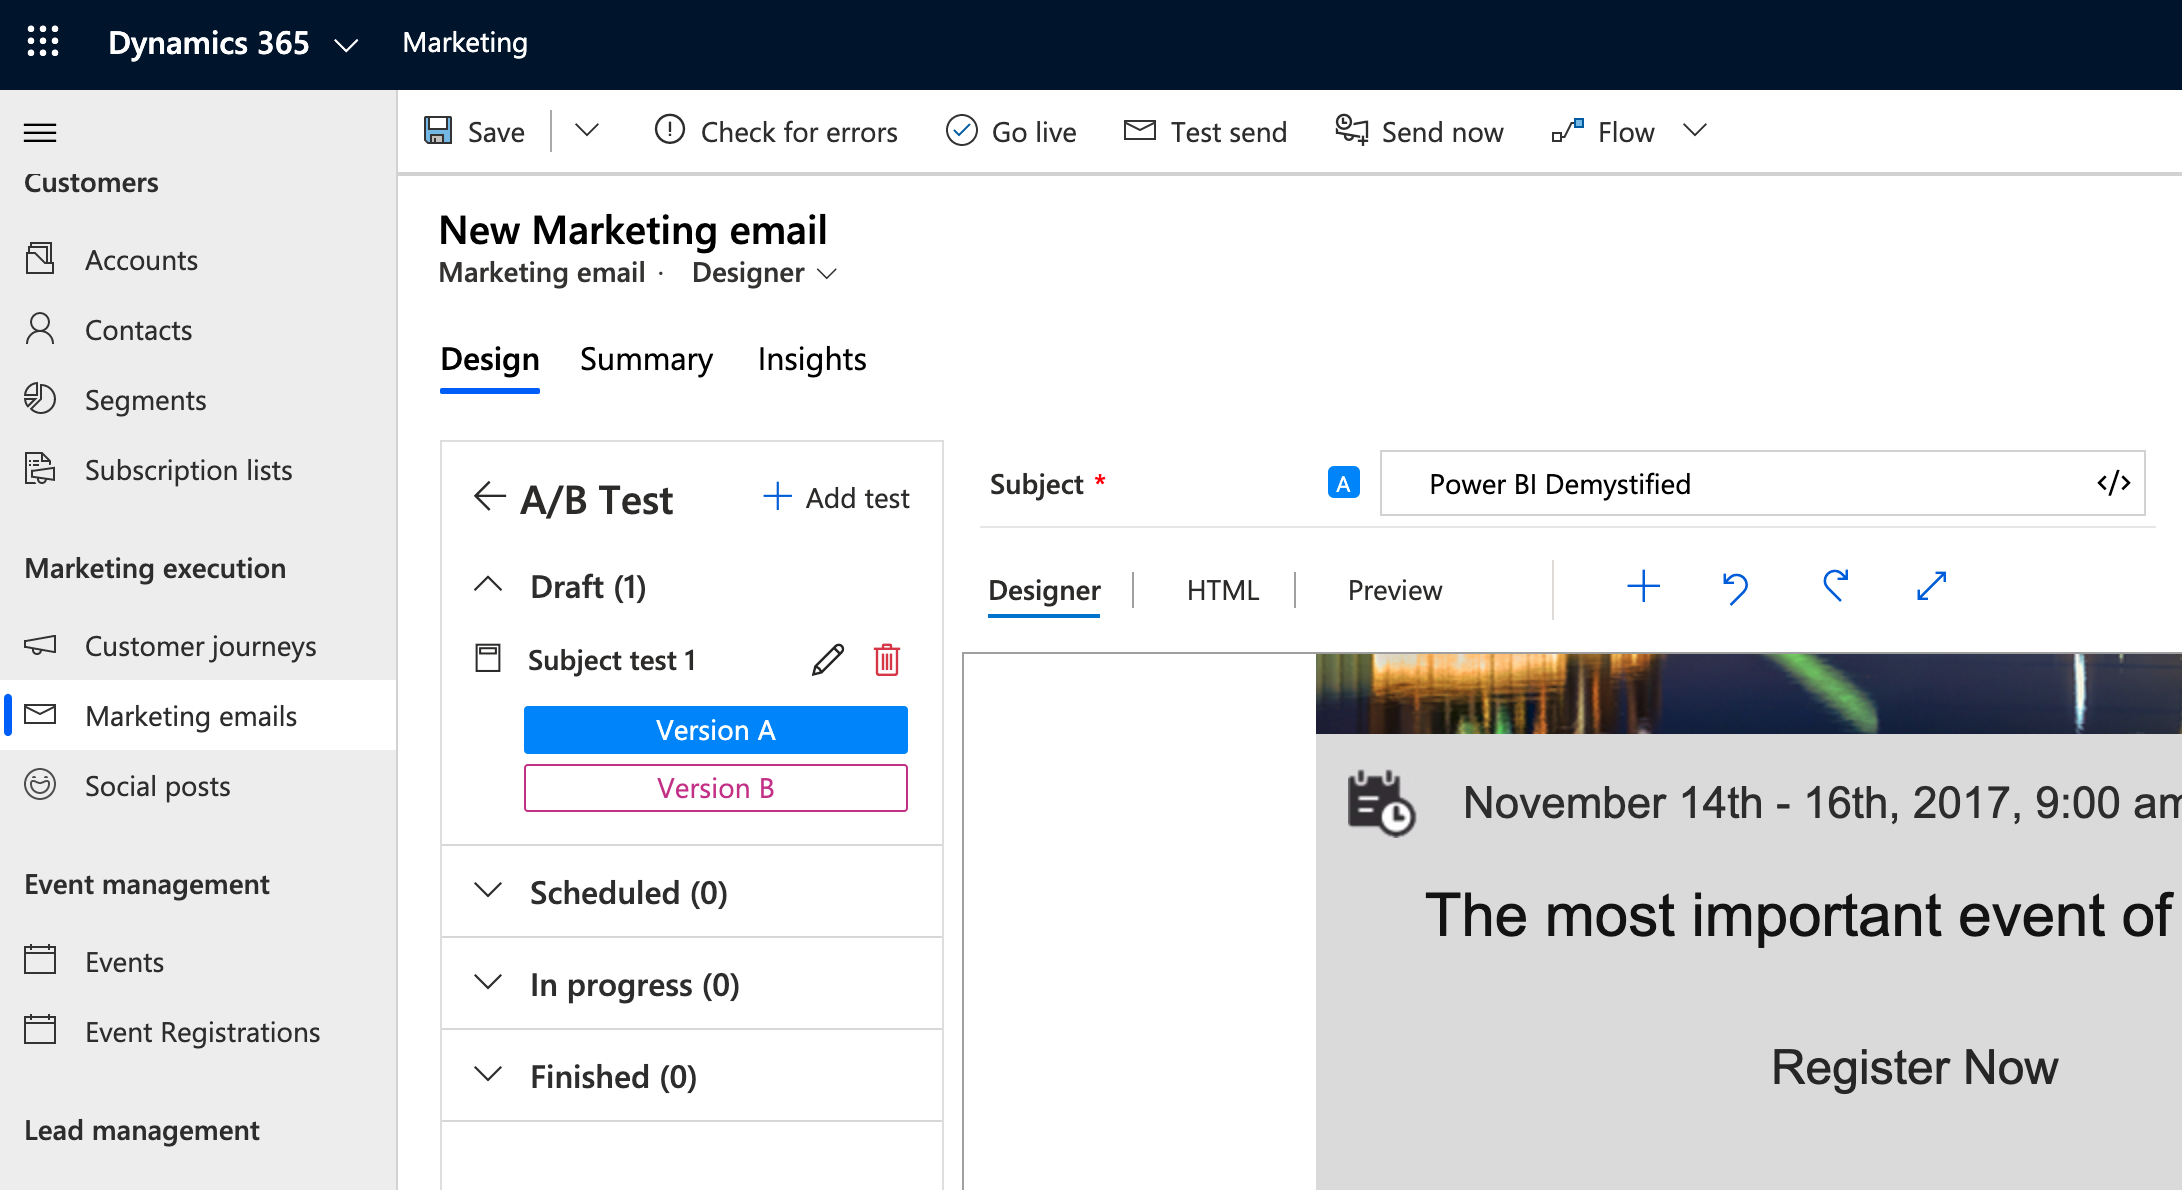 Dynamics 365 Marketing
Save Check for errors Go live Test send Send now Flow
Customers
Accounts
Contacts
Segments
Subscription lists
Marketing execution
Customer journeys
Marketing emails
Social posts
Event management
Events
Event Registrations
Lead management
New Marketing email
Marketing email · Designer
Design Summary Insights
A/B Test + Add test
Draft (1)
Subject test 1
Version A
Version B
Scheduled (0)
In progress (0)
Finished (0)
Subject * A Power BI Demystified </>
Designer | HTML | Preview
November 14th - 16th, 2017, 9:00 am
The most important event of
Register Now